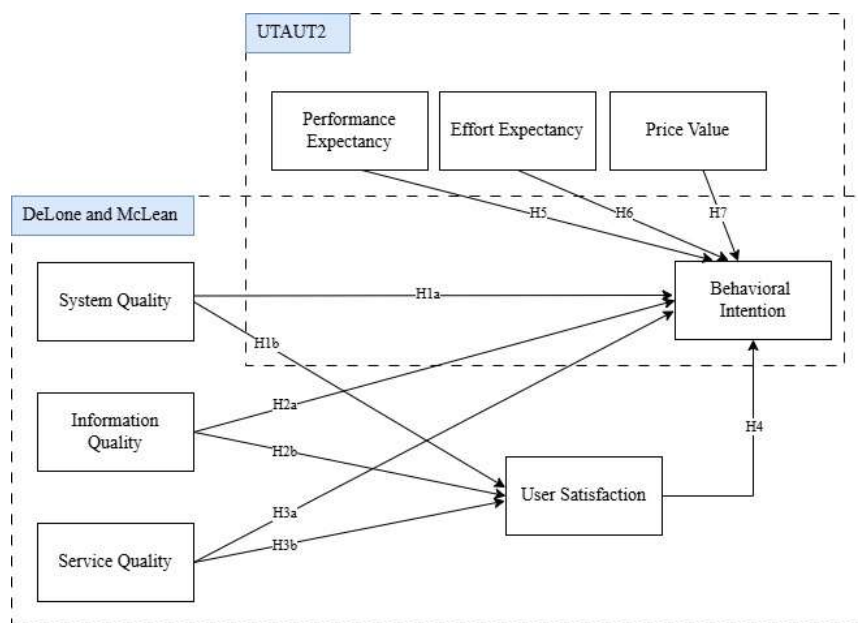 UTAUT2
Performance
Expectancy
Effort Expectancy
Price Value
H5
H6
H7
DeLone and McLean
System Quality
H1a
Behavioral
Intention
H1b
Information
Quality
H2a
H2b
H4
User Satisfaction
Service Quality
H3a
H3b